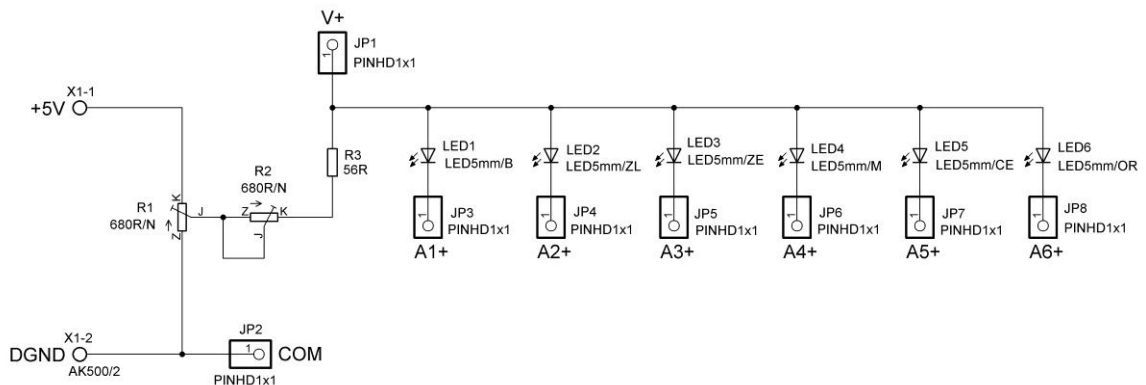 V+
1
JP1
PINHD1x1
X1-1
+5V
R1
680R/N
K
J
Z
R2
680R/N
Z
K
J
R3
56R
LED1
LED5mm/B
LED2
LED5mm/ZL
LED3
LED5mm/ZE
LED4
LED5mm/M
LED5
LED5mm/CE
LED6
LED5mm/OR
1
JP3
PINHD1x1
A1+
1
JP4
PINHD1x1
A2+
1
JP5
PINHD1x1
A3+
1
JP6
PINHD1x1
A4+
1
JP7
PINHD1x1
A5+
1
JP8
PINHD1x1
A6+
X1-2
DGND
AK500/2
JP2
1
COM
PINHD1x1